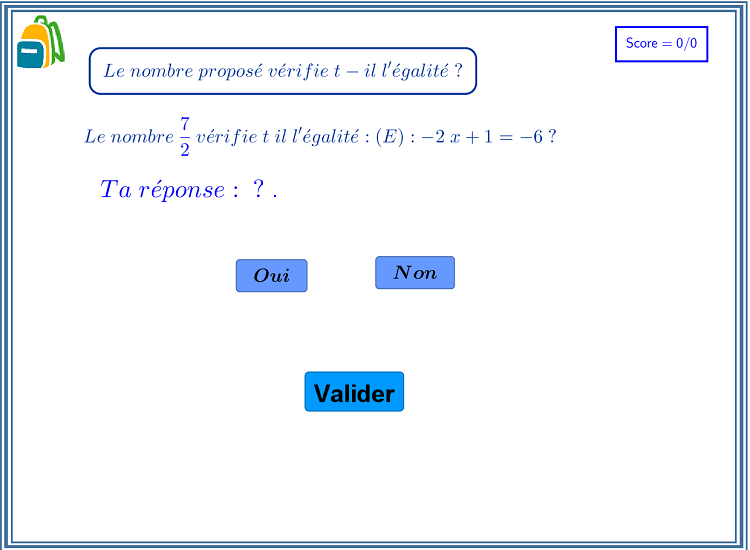 Score = 0/0
Le nombre proposé vérifie t − il l'égalité ?
Le nombre 7/2 vérifie t il l'égalité : (E) : −2 x + 1 = −6 ?
Ta réponse : ? .
Oui Non
Valider